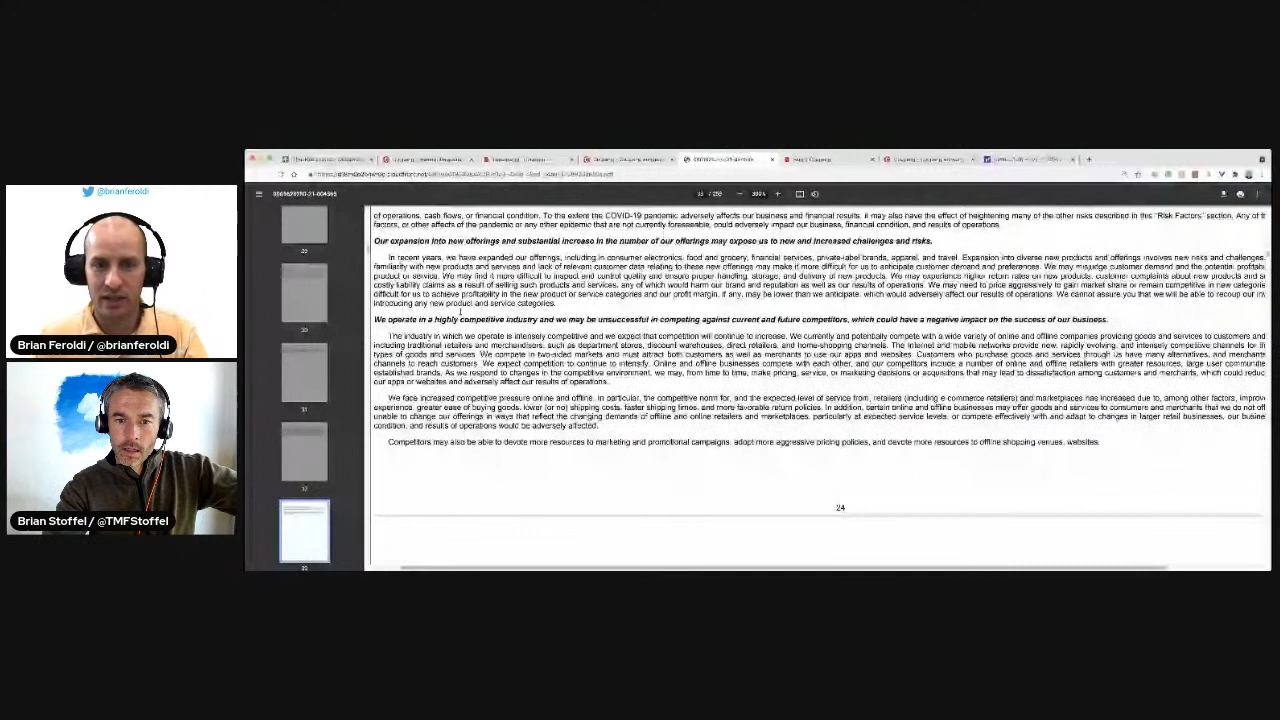 @brianferoldi
Brian Feroldi / @brianferoldi
Brian Stoffel / @TMFStoffel
/ 259
300%
of operations, cash flows, or financial condition. To the extent the COVID-19 pandemic adversely affects our business and financial results, it may also have the effect of heightening many of the other risks described in this "Risk Factors" section. Any of
factors, or other effects of the pandemic or any other epidemic that are not currently foreseeable, could adversely impact our business, financial condition, and results of operations.
Our expansion into new offerings and substantial increase in the number of our offerings may expose us to new and increased challenges and risks.
In recent years, we have expanded our offerings, including in consumer electronics, food and grocery, financial services, private-label brands, apparel, and travel. Expansion into diverse new products and offerings involves new risks and challenges.
familiarity with new products and services and lack of relevant customer data relating to these new offerings may make it more difficult for us to anticipate customer demand and preferences. We may misjudge customer demand and the potential
product or service. We may find it more difficult to inspect and control quality and ensure proper handling, storage, and delivery of new products. We may experience higher return rates on new products, customer complaints about new products and
costly liability claims as a result of selling such products and services, any of which would harm our brand and reputation as well as our results of operations. We may need to price aggressively to gain market share or remain competitive in new
difficult for us to achieve profitability in the new product or service categories and our profit margin, if any, may be lower than we anticipate, which would adversely affect our results of operations. We cannot assure you that we will be able to recoup our
introducing any new product and service categories.
We operate in a highly competitive industry and we may be unsuccessful in competing against current and future competitors, which could have a negative impact on the success of our business.
The industry in which we operate is intensely competitive and we expect that competition will continue to increase. We currently and potentially compete with a wide variety of online and offline companies providing goods and services to customers and
including traditional retailers and merchandisers, such as department stores, discount warehouses, direct retailers, and home-shopping channels. The Internet and mobile networks provide new, rapidly evolving, and intensely competitive channels for
types of goods and services. We compete in two-sided markets and must attract both customers as well as merchants to use our apps and websites. Customers who purchase goods and services through us have many alternatives, and merchants
channels to reach customers. We expect competition to continue to intensify. Online and offline businesses compete with each other, and our competitors include a number of online and offline retailers with greater resources, large user
established brands. As we respond to changes in the competitive environment, we may, from time to time, make pricing, service, or marketing decisions or acquisitions that may lead to dissatisfaction among customers and merchants, which could
our apps or websites and adversely affect our results of operations.
We face increased competitive pressure online and offline. In particular, the competitive norm for, and the expected level of service from, retailers (including e-commerce retailers) and marketplaces has increased due to, among other factors,
experience, greater ease of buying goods, lower (or no) shipping costs, faster shipping times, and more favorable return policies. In addition, certain online and offline businesses may offer goods and services to consumers and merchants that we do not
unable to change our offerings in ways that reflect the changing demands of offline and online retailers and marketplaces, particularly at expected service levels, or compete effectively with and adapt to changes in larger retail businesses, our
condition, and results of operations would be adversely affected.
Competitors may also be able to devote more resources to marketing and promotional campaigns, adopt more aggressive pricing policies, and devote more resources to offline shopping venues, websites,
24